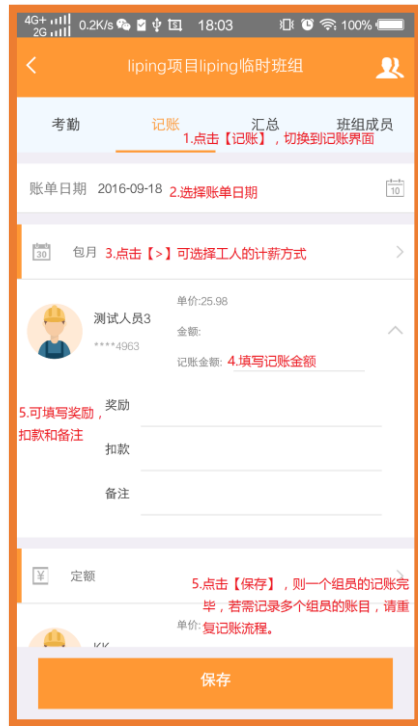 4G+ 2G 0.2K/s 18:03 100%
liping项目liping临时班组
考勤 记账 汇总 班组成员
1.点击【记账】，切换到记账界面
账单日期 2016-09-18 2.选择账单日期 10
30 包月 3.点击【>】可选择工人的计薪方式
单价:25.98
测试人员3
金额:
****4963
记账金额: 4.填写记账金额
5.可填写奖励，
扣款和备注
奖励
扣款
备注
¥ 定额
5.点击【保存】，则一个组员的记账完
毕，若需记录多个组员的账目，请重
复记账流程。
单价:
KK
保存